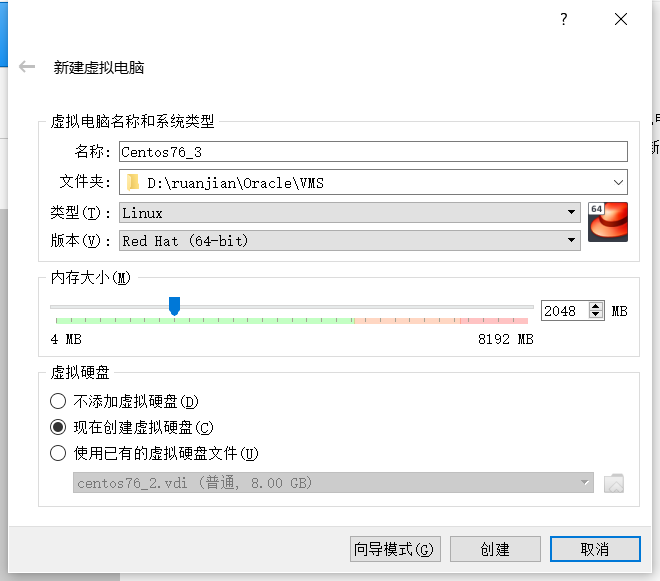 ?
新建虚拟电脑
虚拟电脑名称和系统类型
名称: Centos76_3
文件夹: D:\ruanjian\Oracle\VMS
类型(T): Linux
64
版本(V): Red Hat (64-bit)
内存大小(M)
2048 MB
4 MB 8192 MB
虚拟硬盘
不添加虚拟硬盘(D)
现在创建虚拟硬盘(C)
使用已有的虚拟硬盘文件(U)
centos76_2.vdi (普通, 8.00 GB)
向导模式(G) 创建 取消
新